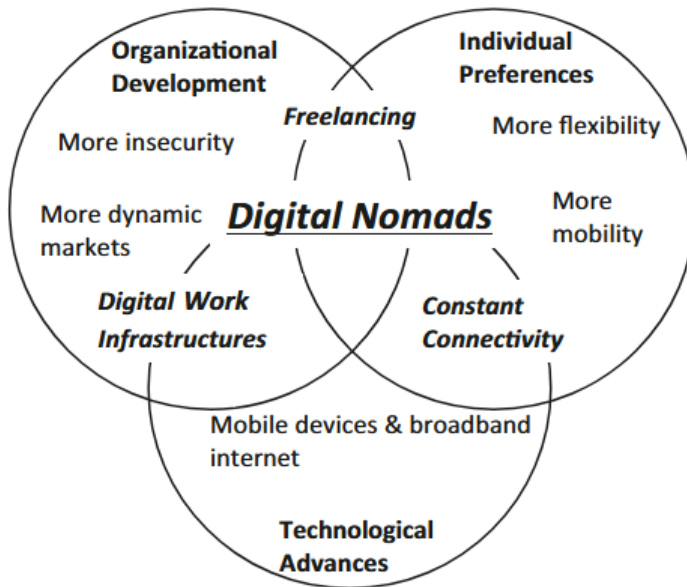 Organizational
Development
Individual
Preferences
Freelancing
More insecurity
More flexibility
More dynamic
markets
Digital Nomads
More
mobility
Digital Work
Infrastructures
Constant
Connectivity
Mobile devices & broadband
internet
Technological
Advances